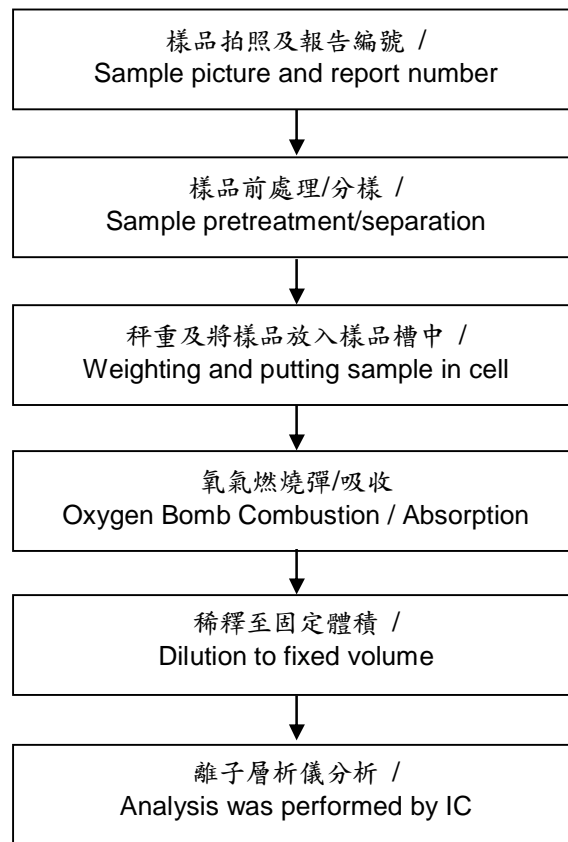 樣品拍照及報告編號 /
Sample picture and report number
樣品前處理/分樣 /
Sample pretreatment/separation
秤重及將樣品放入樣品槽中 /
Weighting and putting sample in cell
氧氣燃燒彈/吸收
Oxygen Bomb Combustion / Absorption
稀釋至固定體積 /
Dilution to fixed volume
離子層析儀分析 /
Analysis was performed by IC